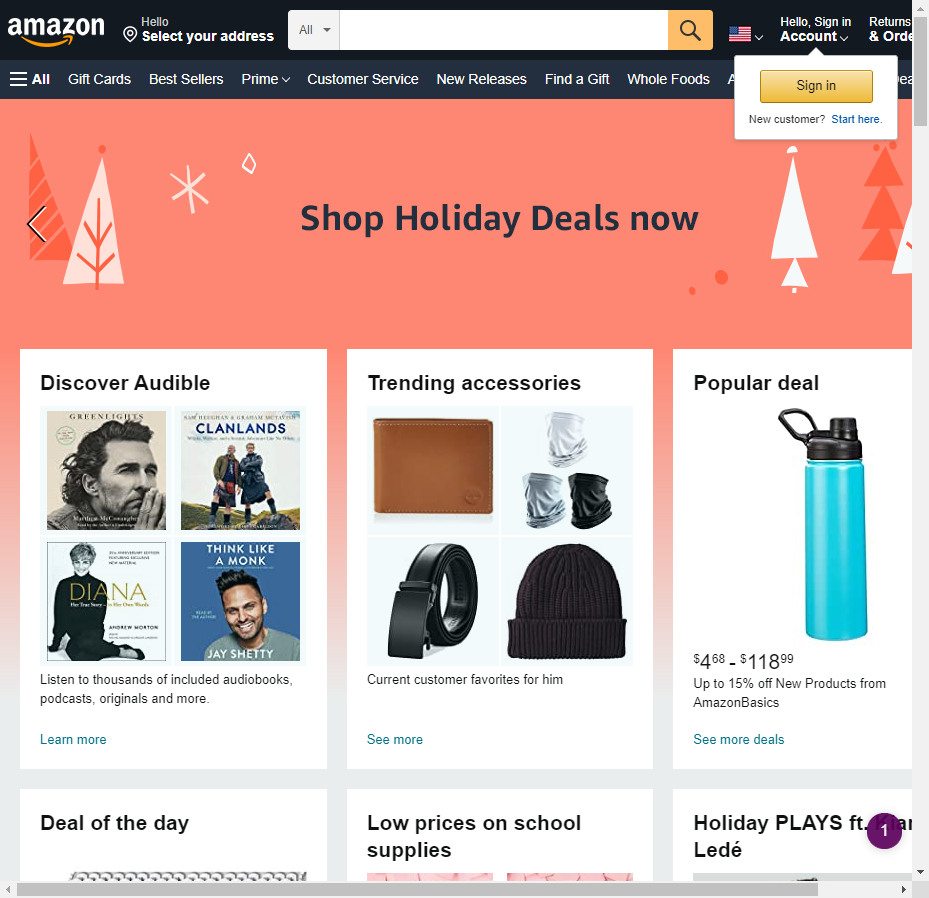 amazon
Hello
Select your address
All
Hello, Sign in
Account
Returns
& Orde
All
Gift Cards
Best Sellers
Prime
Customer Service
New Releases
Find a Gift
Whole Foods
Sign in
New customer? Start here.
Shop Holiday Deals now
Discover Audible
GREENLIGHTS
Matthew McConaughey
SAM HEUGHAN & GRAHAM McTAVISH
CLANLANDS
DIANA
Her True Story – in Her Own Words
ANDREW MORTON
THINK LIKE
A MONK
READ BY
THE AUTHOR
JAY SHETTY
Listen to thousands of included audiobooks,
podcasts, originals and more.
Learn more
Trending accessories
Current customer favorites for him
See more
Popular deal
$4.68 - $118.99
Up to 15% off New Products from
AmazonBasics
See more deals
Deal of the day
Low prices on school
supplies
Holiday PLAYS ft. Kiar
Ledé
1